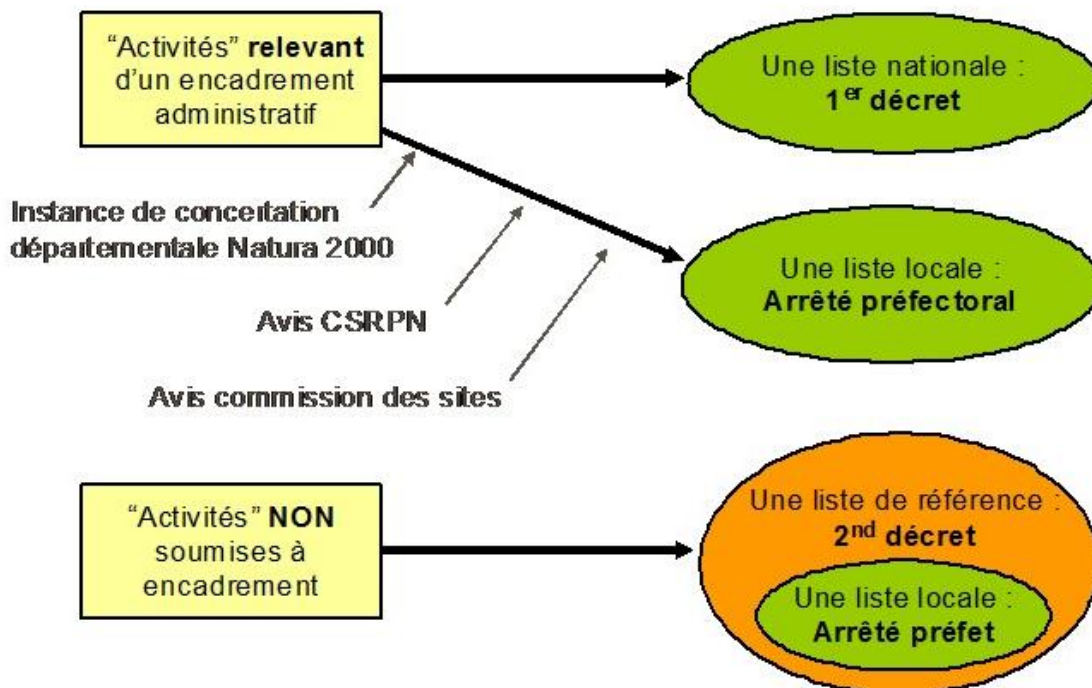 “Activités” relevant
d’un encadrement
administratif
Une liste nationale :
1er décret
Instance de concertation
départementale Natura 2000
Avis CSRPN
Avis commission des sites
Une liste locale :
Arrêté préfectoral
“Activités” NON
soumises à
encadrement
Une liste de référence :
2nd décret
Une liste locale :
Arrêté préfet